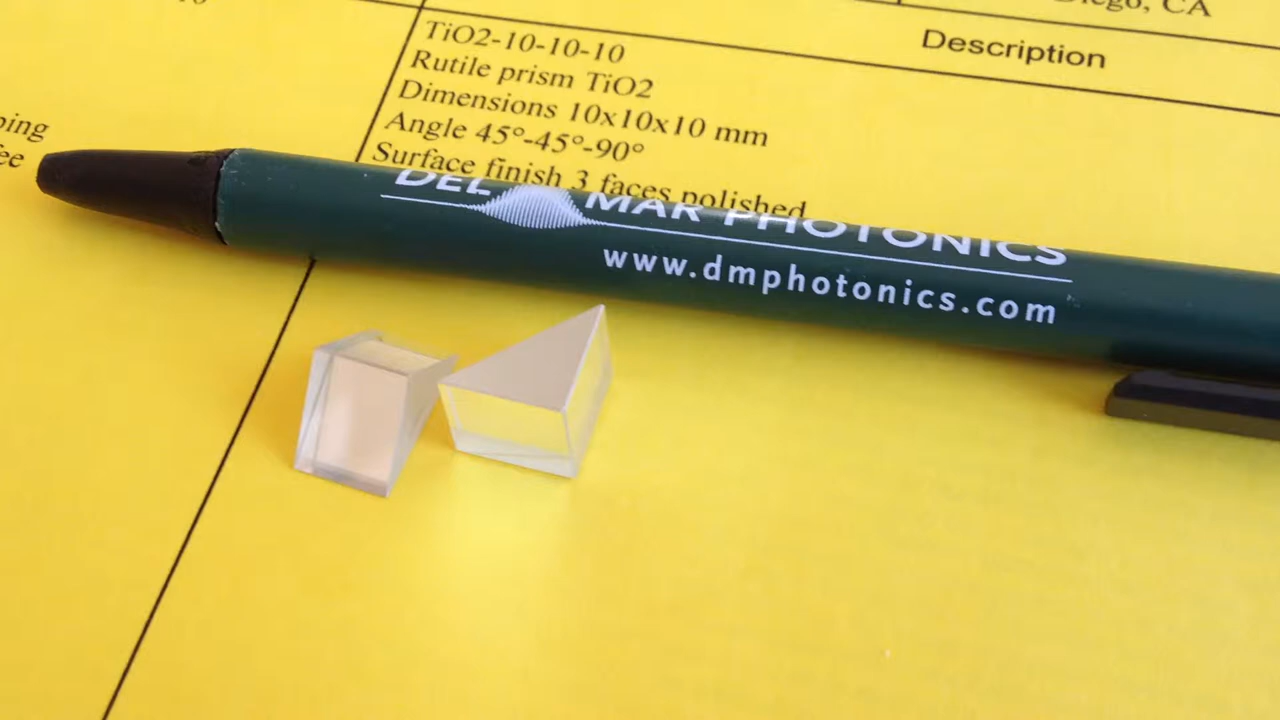 Diego, CA
Description
TiO2-10-10-10
Rutile prism TiO2
Dimensions 10x10x10 mm
Angle 45°-45°-90°
Surface finish 3 faces polished
DEL MAR PHOTONICS
www.dmphotonics.com